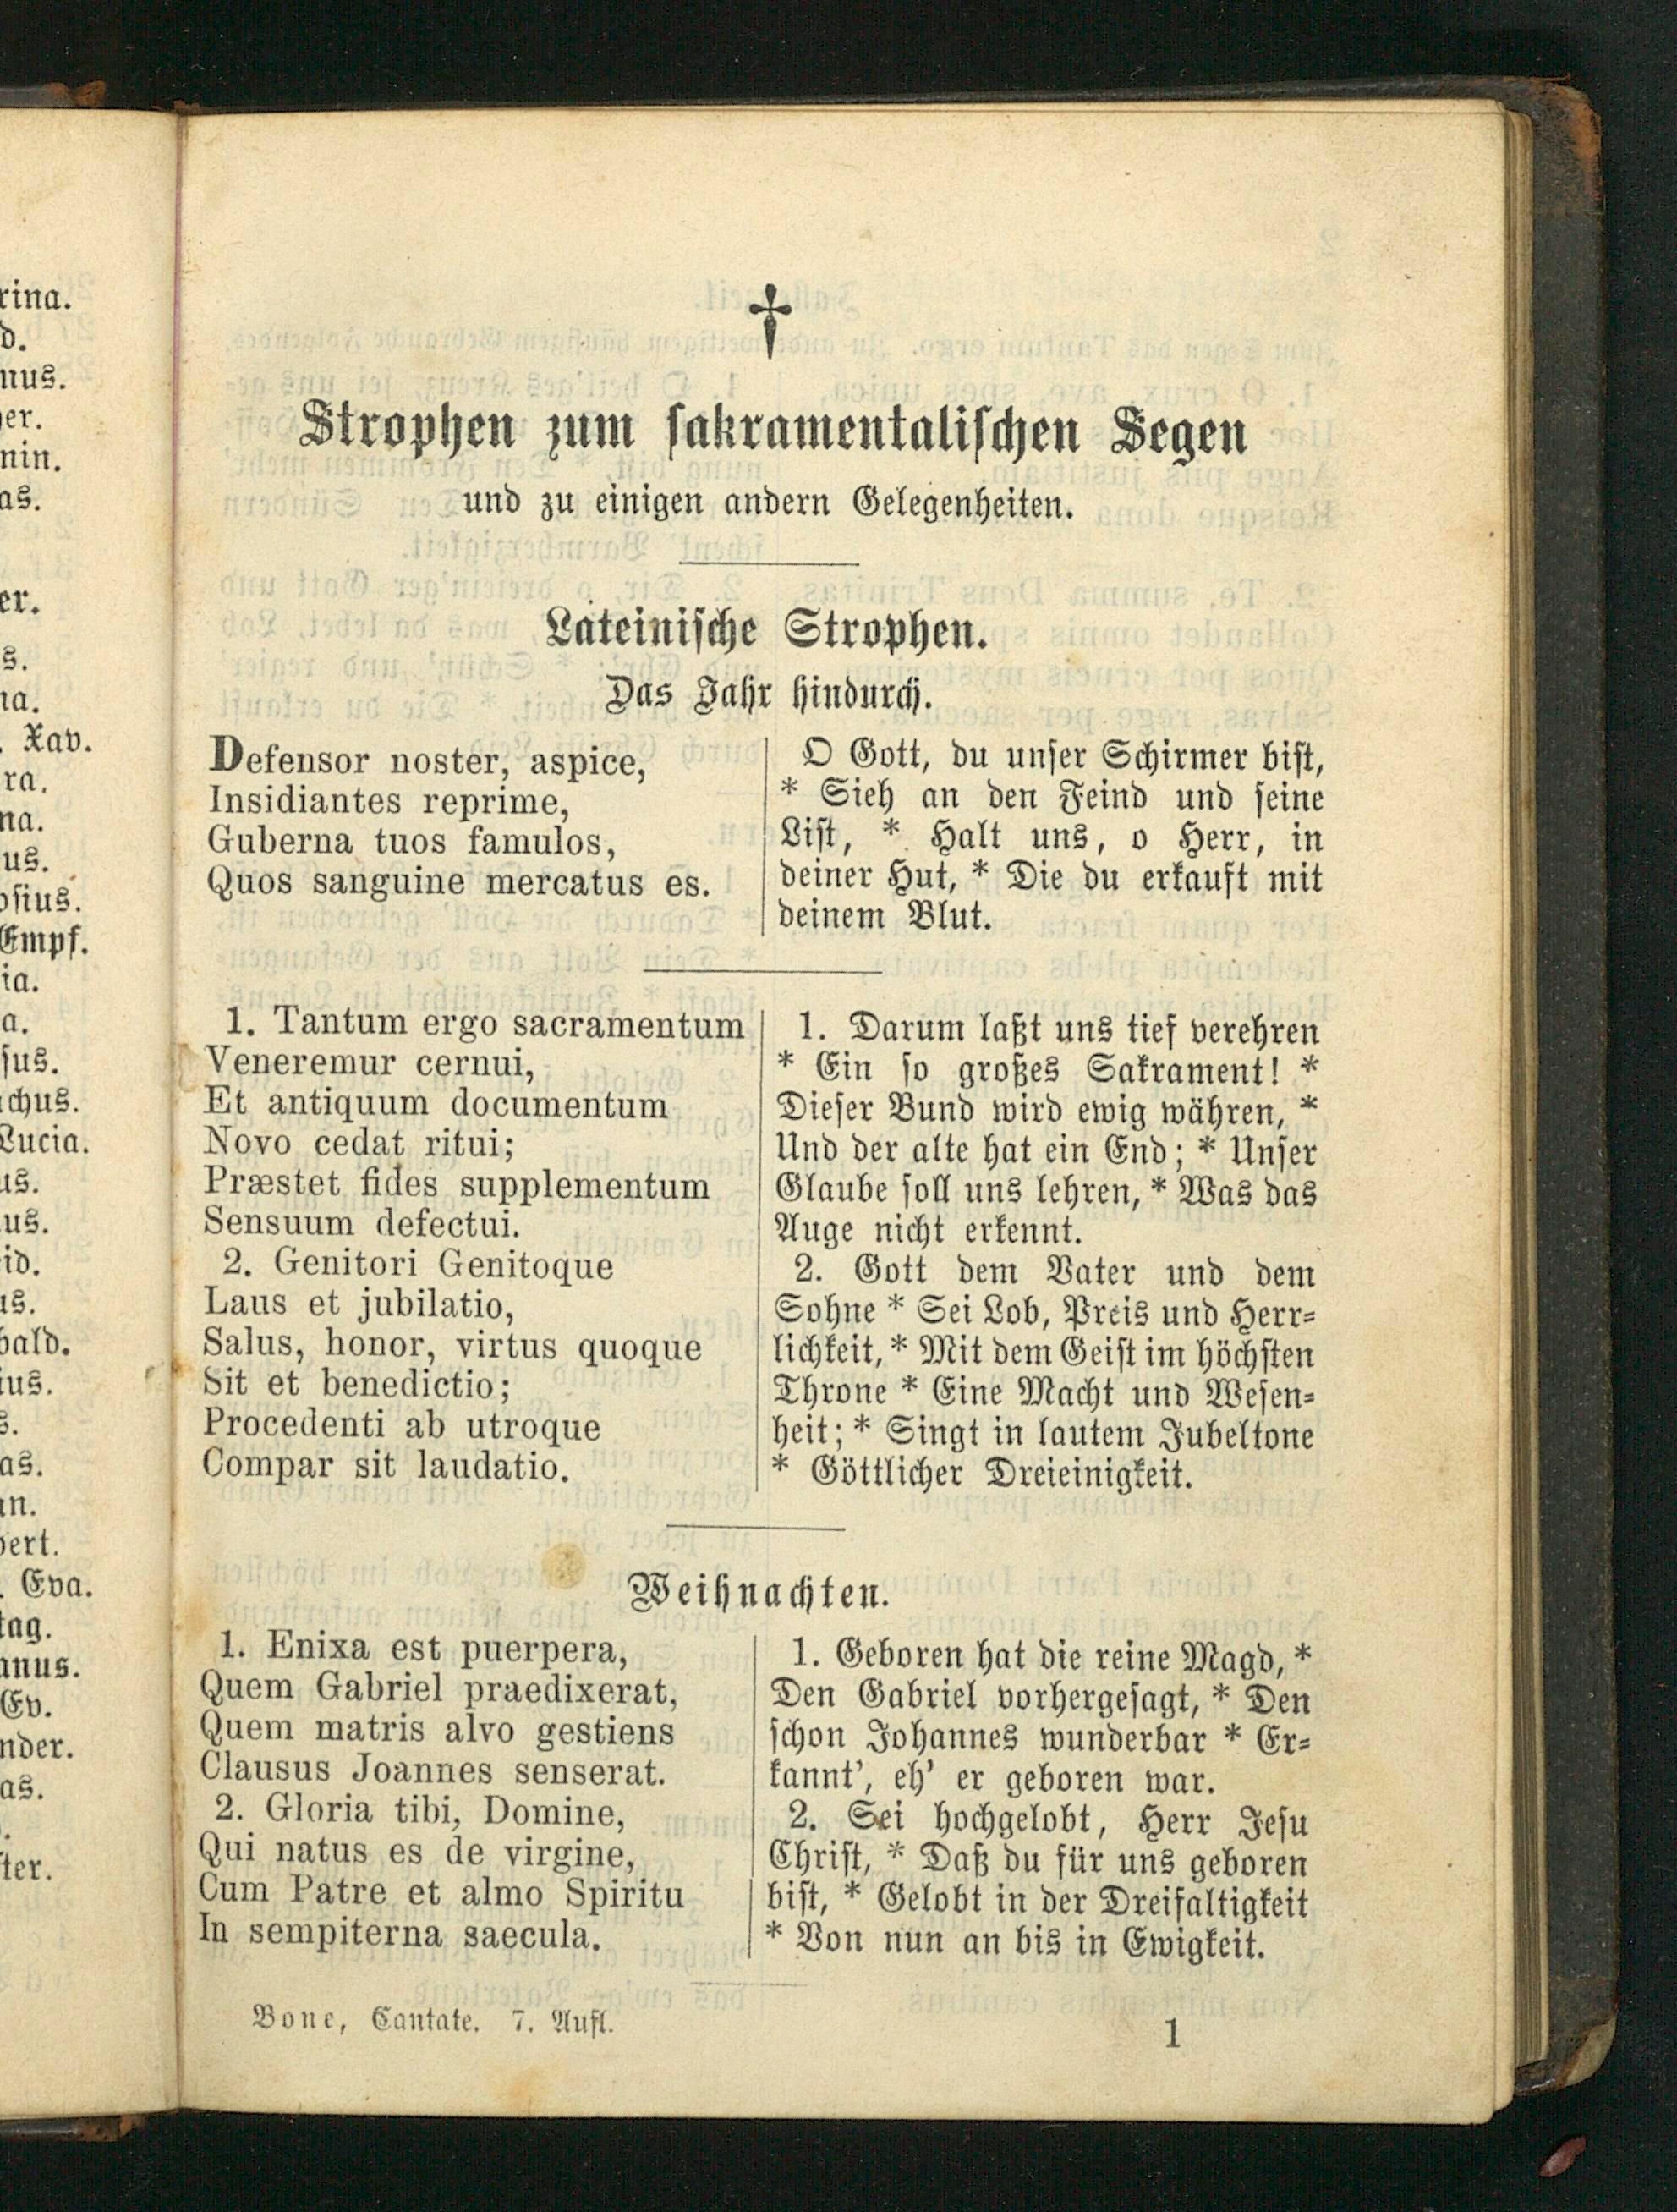 †
Strophen zum sakramentalischen Segen
und zu einigen andern Gelegenheiten.
Lateinische Strophen.
Das Jahr hindurch.
Defensor noster, aspice,
Insidiantes reprime,
Guberna tuos famulos,
Quos sanguine mercatus es.
O Gott, du unser Schirmer bist,
* Sieh an den Feind und seine
List, * Halt uns, o Herr, in
deiner Hut, * Die du erkauft mit
deinem Blut.
1. Tantum ergo sacramentum
Veneremur cernui,
Et antiquum documentum
Novo cedat ritui;
Præstet fides supplementum
Sensuum defectui.
2. Genitori Genitoque
Laus et jubilatio,
Salus, honor, virtus quoque
Sit et benedictio;
Procedenti ab utroque
Compar sit laudatio.
1. Darum laßt uns tief verehren
* Ein so großes Sakrament! *
Dieser Bund wird ewig währen, *
Und der alte hat ein End; * Unser
Glaube soll uns lehren, * Was das
Auge nicht erkennt.
2. Gott dem Vater und dem
Sohne * Sei Lob, Preis und Herr-
lichkeit, * Mit dem Geist im höchsten
Throne * Eine Macht und Wesen-
heit; * Singt in lautem Jubeltone
* Göttlicher Dreieinigkeit.
Weihnachten.
1. Enixa est puerpera,
Quem Gabriel praedixerat,
Quem matris alvo gestiens
Clausus Joannes senserat.
2. Gloria tibi, Domine,
Qui natus es de virgine,
Cum Patre et almo Spiritu
In sempiterna saecula.
1. Geboren hat die reine Magd, *
Den Gabriel vorhergesagt, * Den
schon Johannes wunderbar * Er-
kannt', eh' er geboren war.
2. Sei hochgelobt, Herr Jesu
Christ, * Daß du für uns geboren
bist, * Gelobt in der Dreifaltigkeit
* Von nun an bis in Ewigkeit.
Bone, Cantate. 7. Aufl.
1